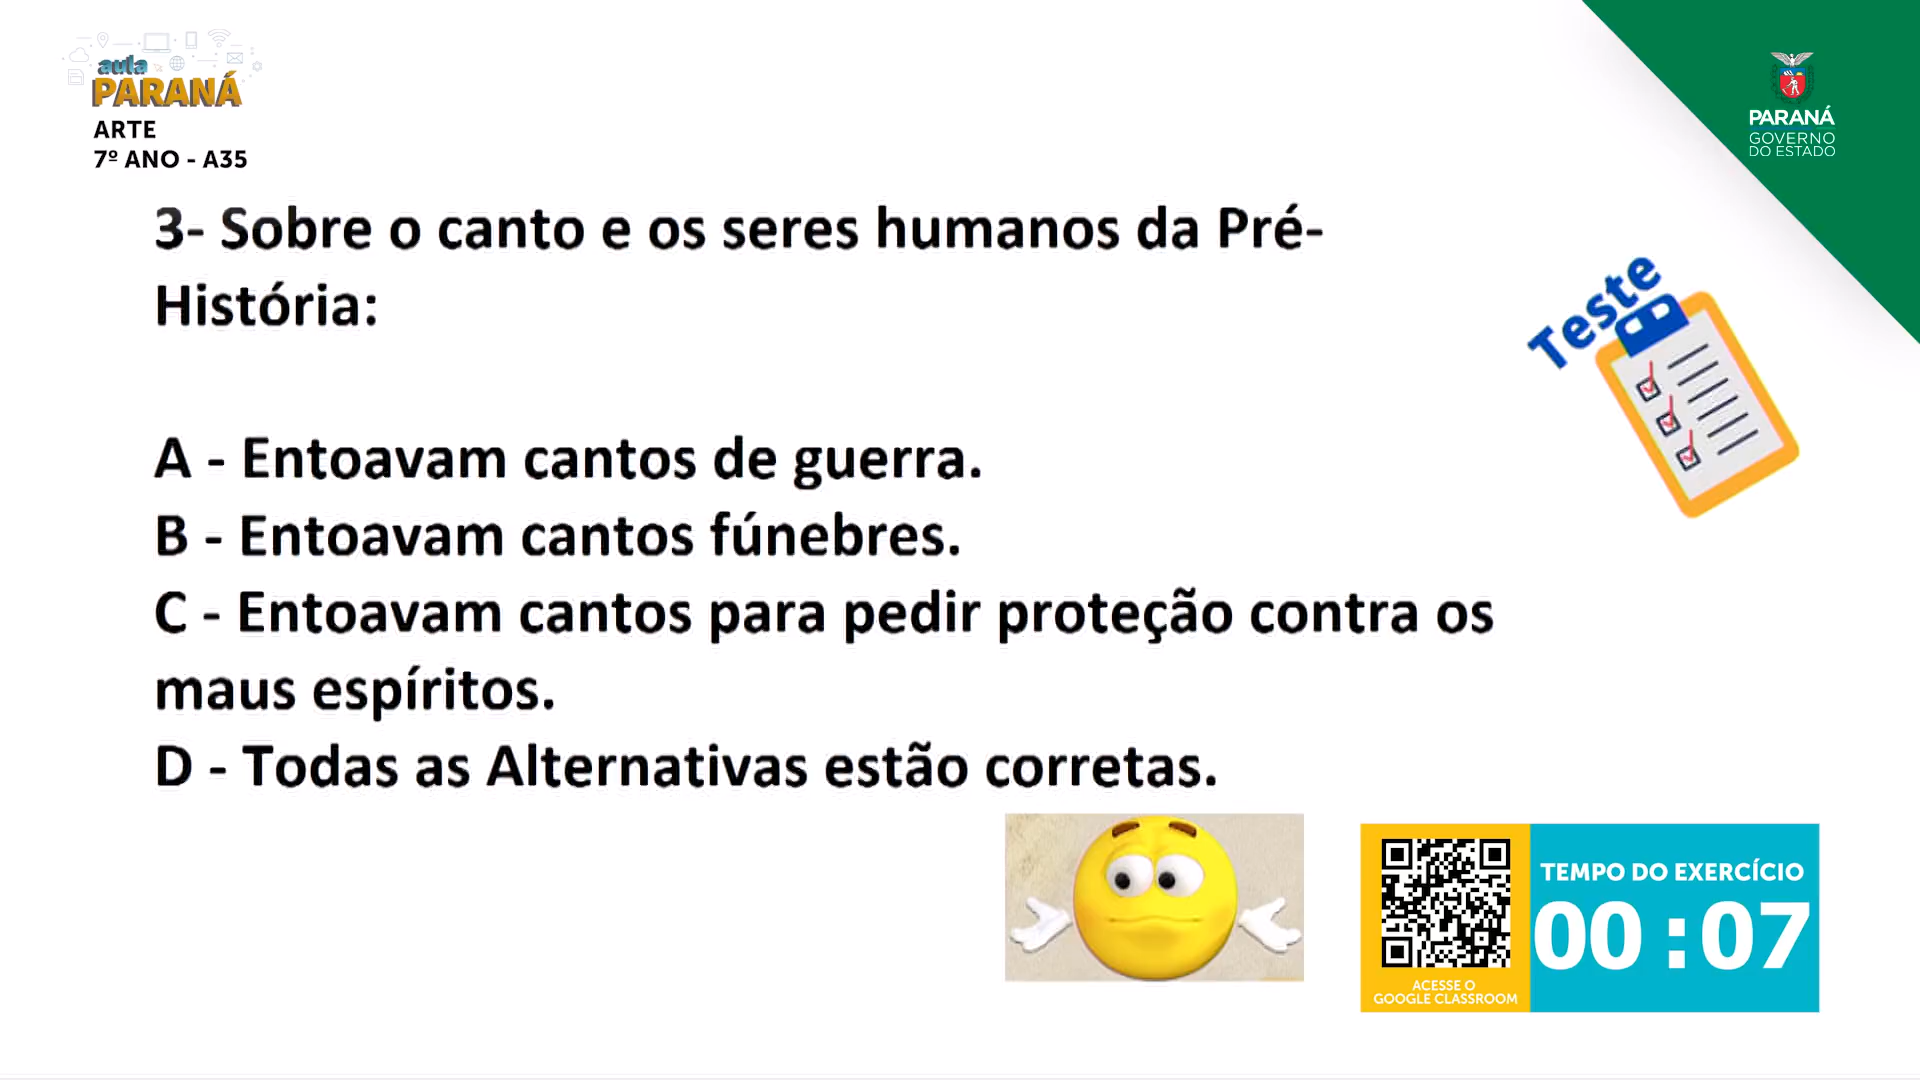 aula
PARANÁ
ARTE
7º ANO - A35
PARANÁ
GOVERNO
DO ESTADO
3- Sobre o canto e os seres humanos da Pré-
História:
Teste
A - Entoavam cantos de guerra.
B - Entoavam cantos fúnebres.
C - Entoavam cantos para pedir proteção contra os
maus espíritos.
D - Todas as Alternativas estão corretas.
TEMPO DO EXERCÍCIO
00 : 07
ACESSE O
GOOGLE CLASSROOM